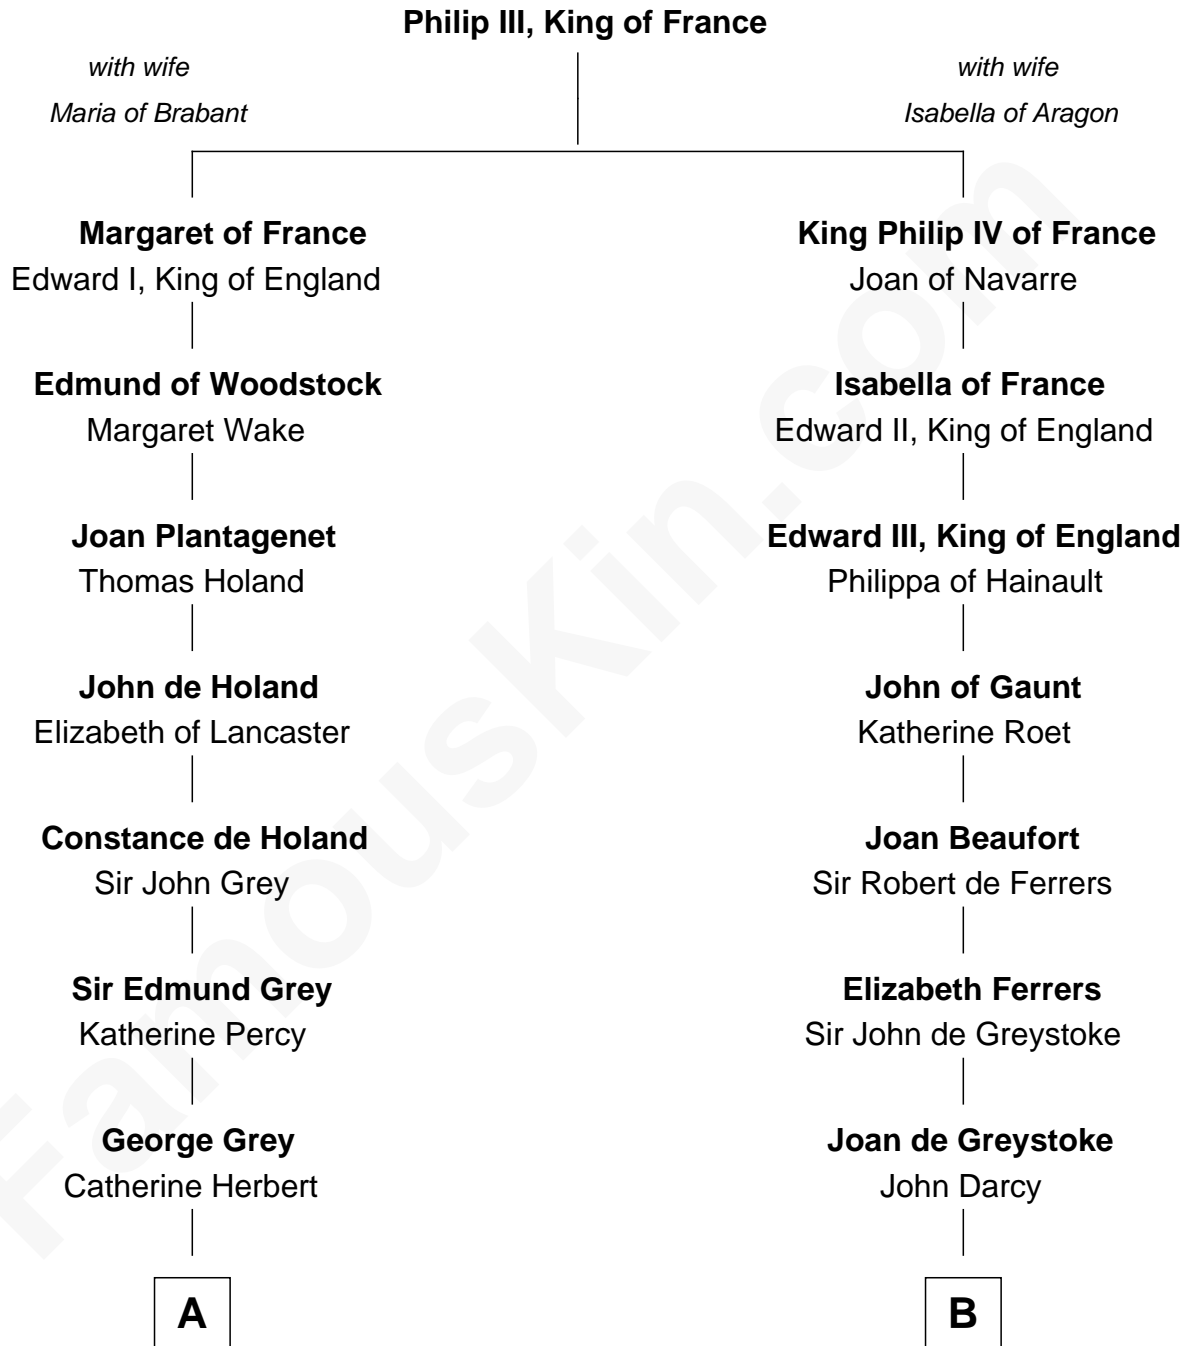 Philip III, King of France
with wife
Maria of Brabant
with wife
Isabella of Aragon
Margaret of France
Edward I, King of England
King Philip IV of France
Joan of Navarre
Edmund of Woodstock
Margaret Wake
Isabella of France
Edward II, King of England
Joan Plantagenet
Thomas Holand
Edward III, King of England
Philippa of Hainault
John de Holand
Elizabeth of Lancaster
John of Gaunt
Katherine Roet
Constance de Holand
Sir John Grey
Joan Beaufort
Sir Robert de Ferrers
Sir Edmund Grey
Katherine Percy
Elizabeth Ferrers
Sir John de Greystoke
George Grey
Catherine Herbert
Joan de Greystoke
John Darcy
A
B
FamousKin.com